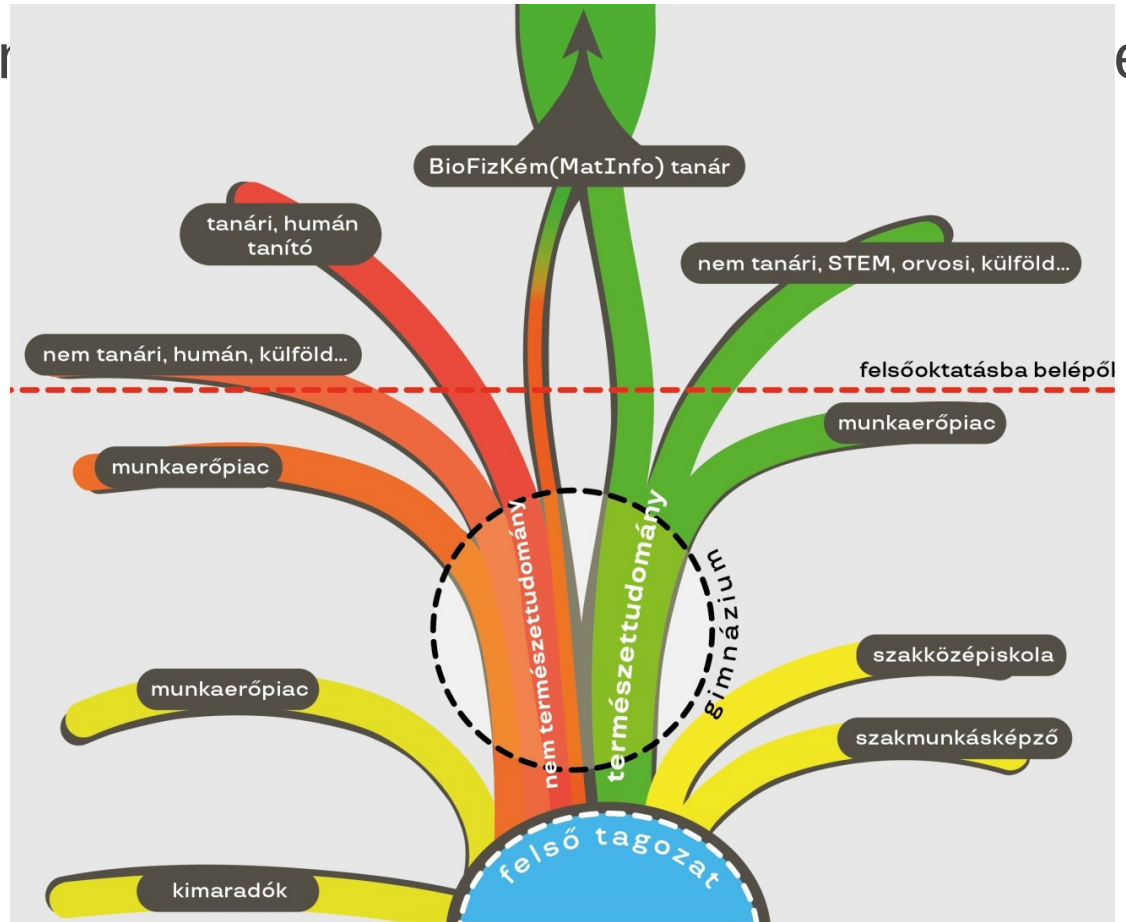 BioFizKém(MatInfo) tanár
tanári, humán
tanító
nem tanári, STEM, orvosi, külföld...
nem tanári, humán, külföld...
felsőoktatásba belépők
munkaerőpiac
munkaerőpiac
nem természettudomány
természettudomány
gimnázium
szakközépiskola
munkaerőpiac
szakmunkásképző
felső tagozat
kimaradók